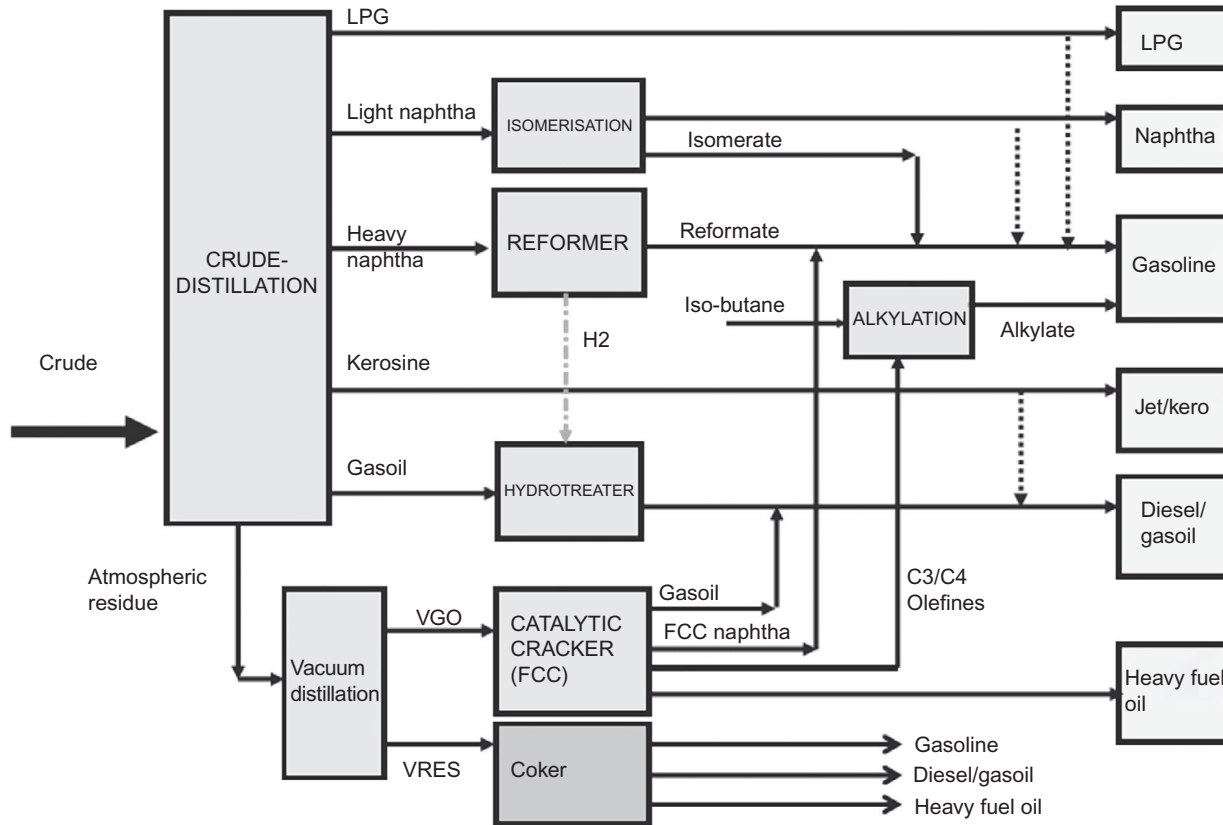 LPG
LPG
Light naphtha
ISOMERISATION
Isomerate
Naphtha
Heavy
naphtha
REFORMER
Reformate
Gasoline
CRUDE-
DISTILLATION
Iso-butane
ALKYLATION
Alkylate
H2
Crude
Kerosine
Jet/kero
Gasoil
HYDROTREATER
Diesel/
gasoil
Atmospheric
residue
C3/C4
Olefines
Gasoil
VGO
CATALYTIC
CRACKER
(FCC)
FCC naphtha
Vacuum
distillation
Heavy fuel
oil
VRES
Coker
Gasoline
Diesel/gasoil
Heavy fuel oil